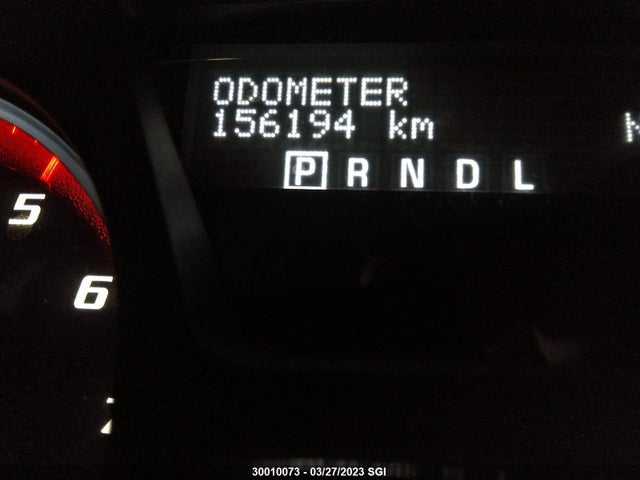 ODOMETER
156194 km
P R N D L
5
6
30010073 - 03/27/2023 SGI